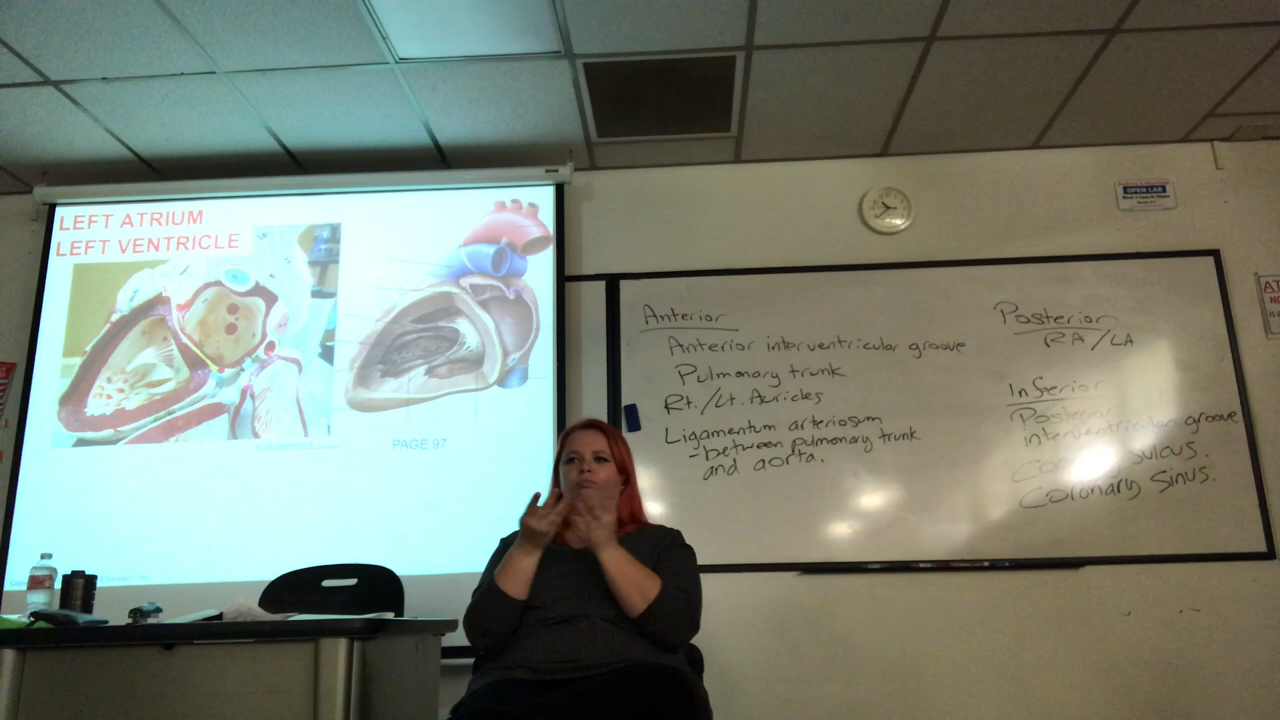 LEFT ATRIUM
LEFT VENTRICLE
PAGE 97
Anterior
Anterior interventricular groove
Pulmonary trunk
Rt./Lt. Auricles
Ligamentum arteriosum
-between pulmonary trunk
and aorta.
Posterior
RA/LA
Inferior
Posterior
interventricular groove
sulcus.
Coronary Sinus.
OPEN LAB